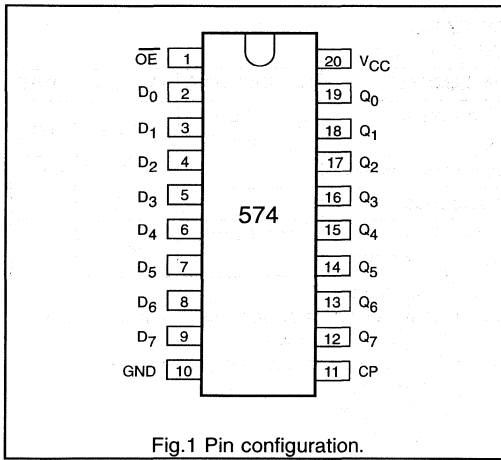 OE 1 20 VCC
D0 2 19 Q0
D1 3 18 Q1
D2 4 17 Q2
D3 5 16 Q3
574
D4 6 15 Q4
D5 7 14 Q5
D6 8 13 Q6
D7 9 12 Q7
GND 10 11 CP
Fig.1 Pin configuration.